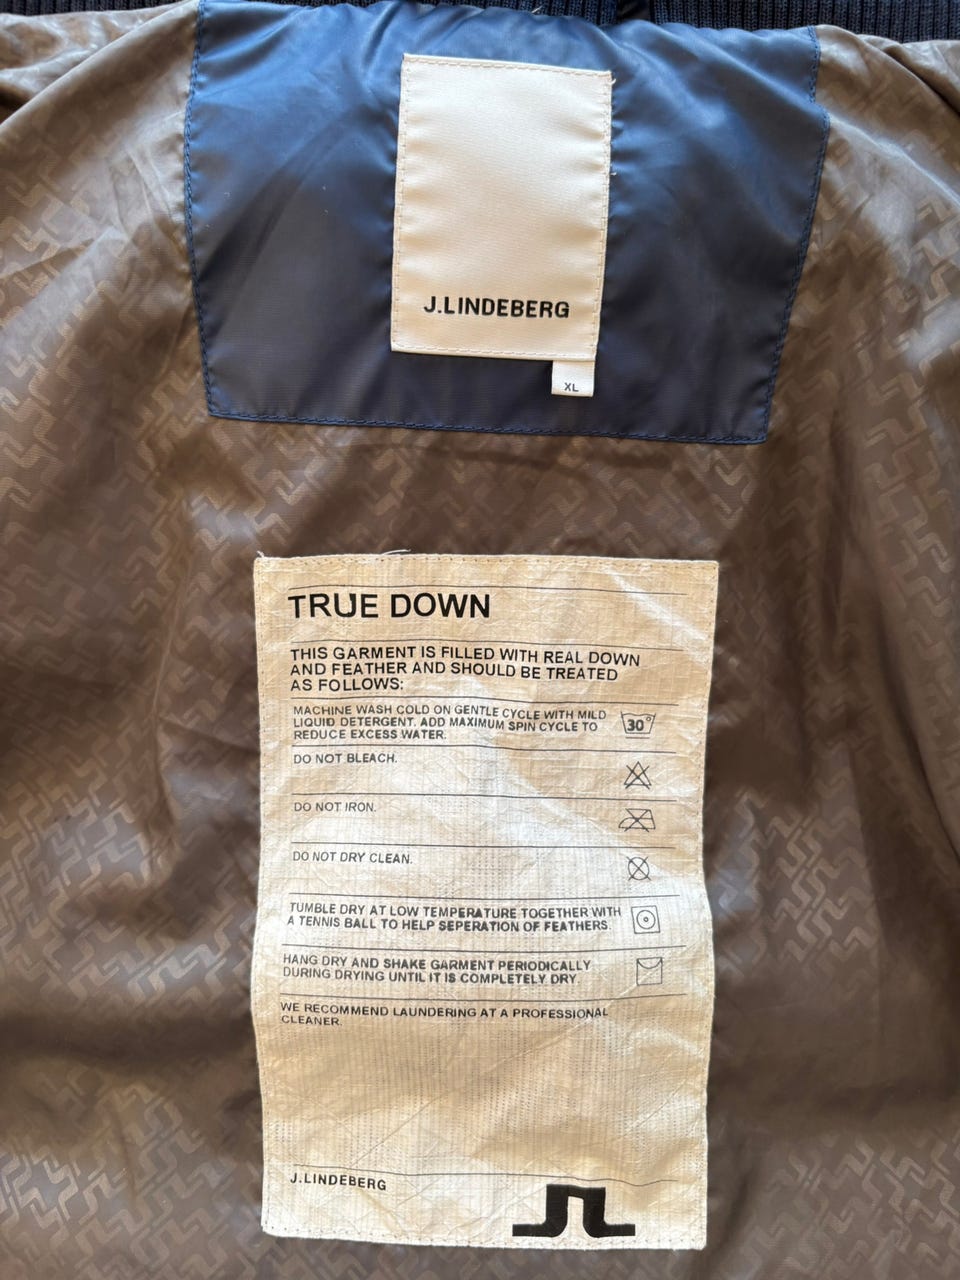 J.LINDEBERG
XL
TRUE DOWN
THIS GARMENT IS FILLED WITH REAL DOWN
AND FEATHER AND SHOULD BE TREATED
AS FOLLOWS:
MACHINE WASH COLD ON GENTLE CYCLE WITH MILD
LIQUID DETERGENT. ADD MAXIMUM SPIN CYCLE TO
REDUCE EXCESS WATER.
30°
DO NOT BLEACH.
DO NOT IRON.
DO NOT DRY CLEAN.
TUMBLE DRY AT LOW TEMPERATURE TOGETHER WITH
A TENNIS BALL TO HELP SEPERATION OF FEATHERS.
HANG DRY AND SHAKE GARMENT PERIODICALLY
DURING DRYING UNTIL IT IS COMPLETELY DRY.
WE RECOMMEND LAUNDERING AT A PROFESSIONAL
CLEANER.
J.LINDEBERG